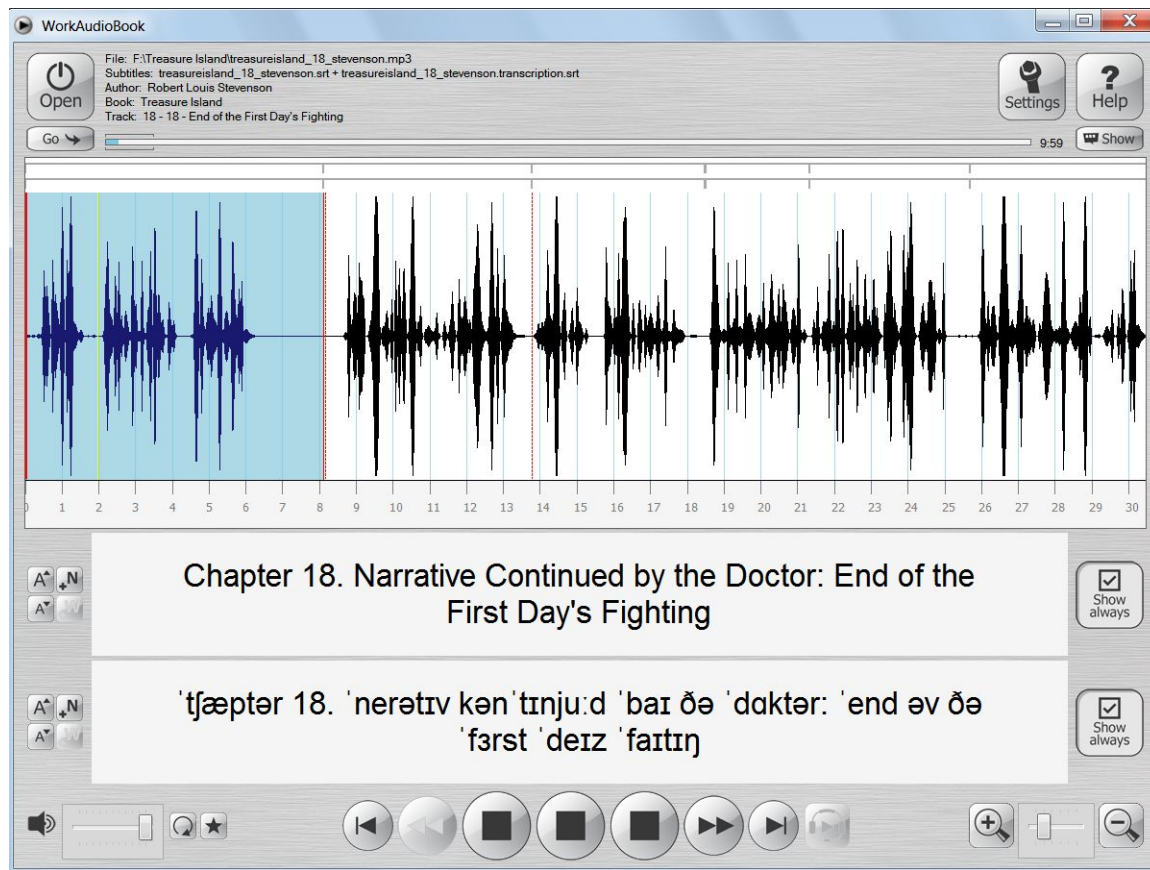 WorkAudioBook
File: F:\Treasure Island\treasureisland_18_stevenson.mp3
Subtitles: treasureisland_18_stevenson.srt + treasureisland_18_stevenson.transcription.srt
Author: Robert Louis Stevenson
Book: Treasure Island
Track: 18 - 18 - End of the First Day's Fighting
Open
Settings
Help
Go
9:59
Show
0 1 2 3 4 5 6 7 8 9 10 11 12 13 14 15 16 17 18 19 20 21 22 23 24 25 26 27 28 29 30
A +N
A W
Chapter 18. Narrative Continued by the Doctor: End of the
First Day's Fighting
Show
always
A +N
A W
ˈtʃæptər 18. ˈnerətɪv kənˈtɪnjuːd ˈbaɪ ðə ˈdɑktər: ˈend əv ðə
ˈfɜrst ˈdeɪz ˈfaɪtɪŋ
Show
always